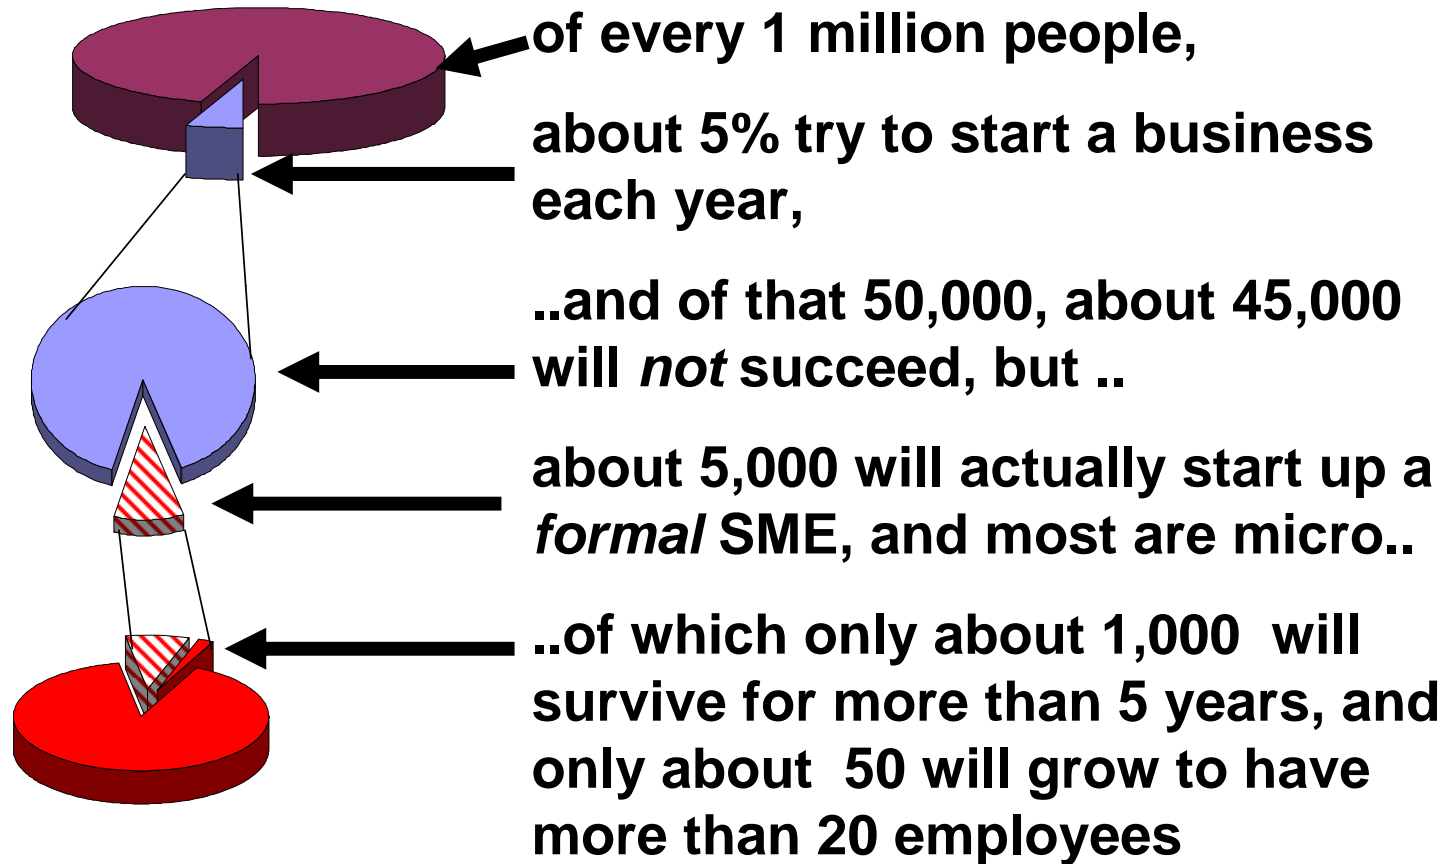 of every 1 million people,
about 5% try to start a business
each year,
..and of that 50,000, about 45,000
will not succeed, but ..
about 5,000 will actually start up a
formal SME, and most are micro..
..of which only about 1,000  will
survive for more than 5 years, and
only about  50 will grow to have
more than 20 employees